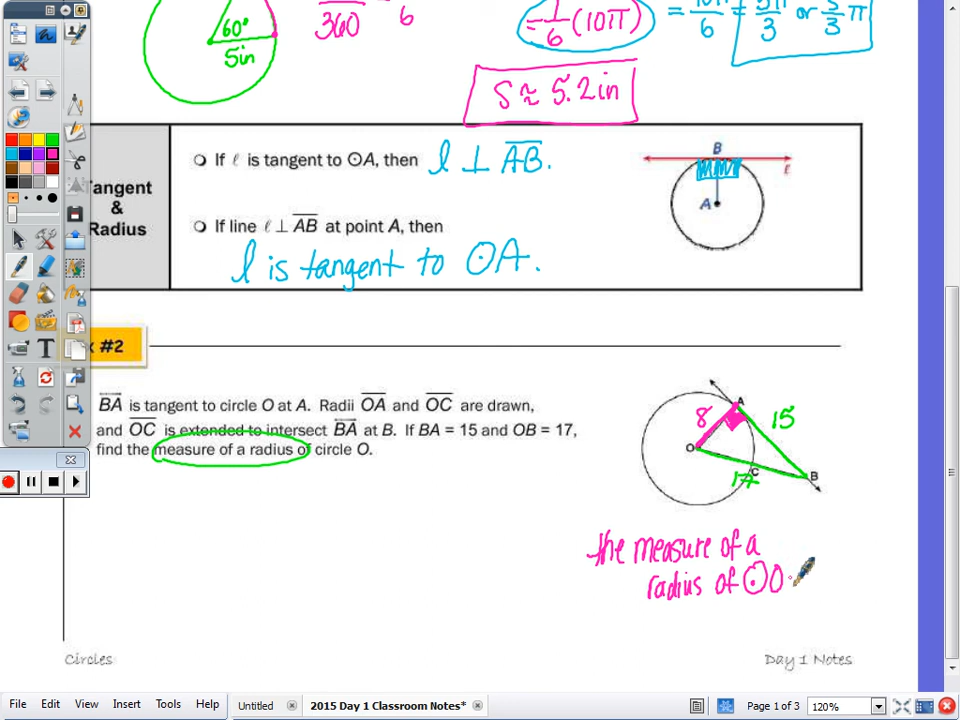 60°
5in
360
6
= 1/6 (10π)
= 10π/6 = 5π/3 or 5/3 π
S ≈ 5.2in
Tangent
&
Radius
If ℓ is tangent to ⊙A, then l ⊥ AB.
If line ℓ ⊥ AB at point A, then
l is tangent to ⊙A.
B
ℓ
A
x #2
BA is tangent to circle O at A. Radii OA and OC are drawn,
and OC is extended to intersect BA at B. If BA = 15 and OB = 17,
find the measure of a radius of circle O.
A
8
15
O
C
17
B
the measure of a
radius of ⊙O
Circles
Day 1 Notes
File Edit View Insert Tools Help Untitled 2015 Day 1 Classroom Notes* Page 1 of 3 120%